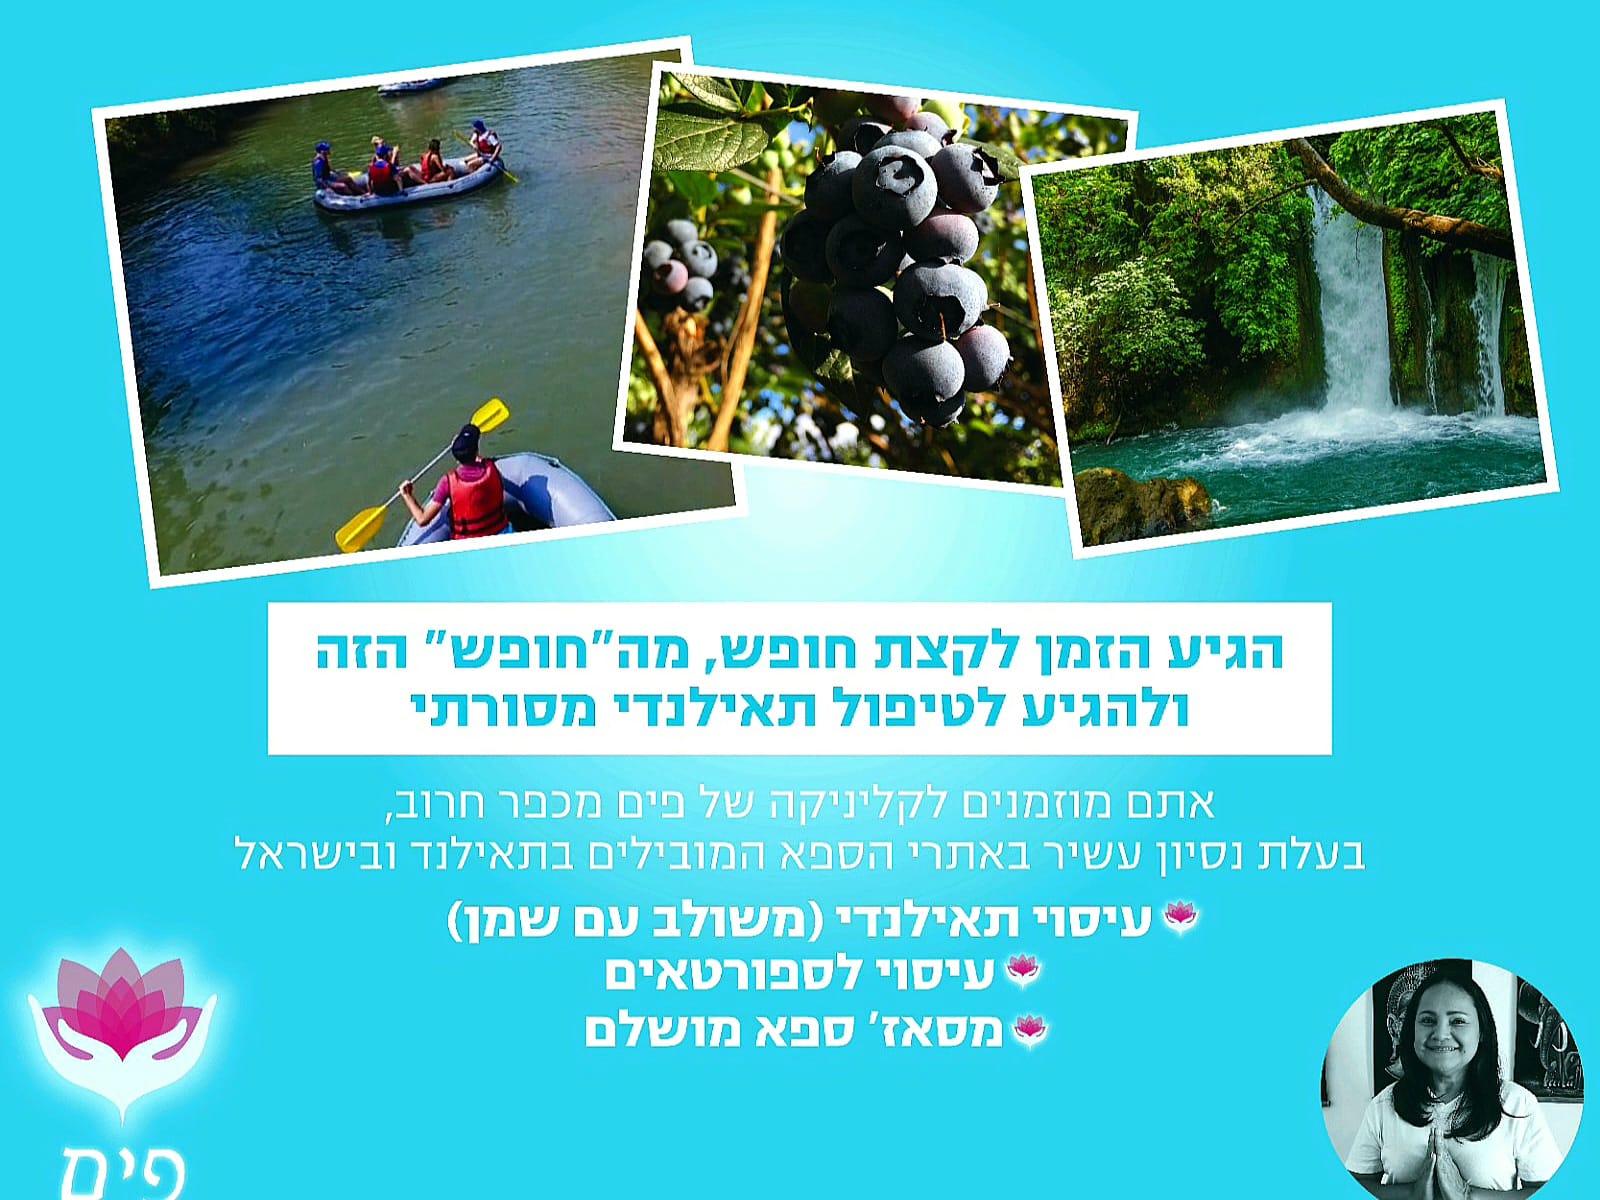 הגיע הזמן לקצת חופש, מה"חופש" הזה
ולהגיע לטיפול תאילנדי מסורתי
אתם מוזמנים לקליניקה של פים מכפר חרוב,
בעלת נסיון עשיר באתרי הספא המובילים בתאילנד ובישראל
עיסוי תאילנדי (משולב עם שמן)
עיסוי לספורטאים
מסאז' ספא מושלם
פים